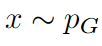 x ∼ p_G